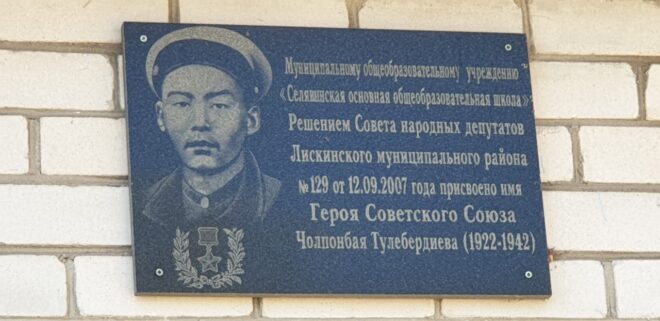 Муниципальному общеобразовательному учреждению
«Селявинская основная общеобразовательная школа»
Решением Совета народных депутатов
Лискинского муниципального района
№129 от 12.09.2007 года присвоено имя
Героя Советского Союза
Чолпонбая Тулебердиева (1922-1942)